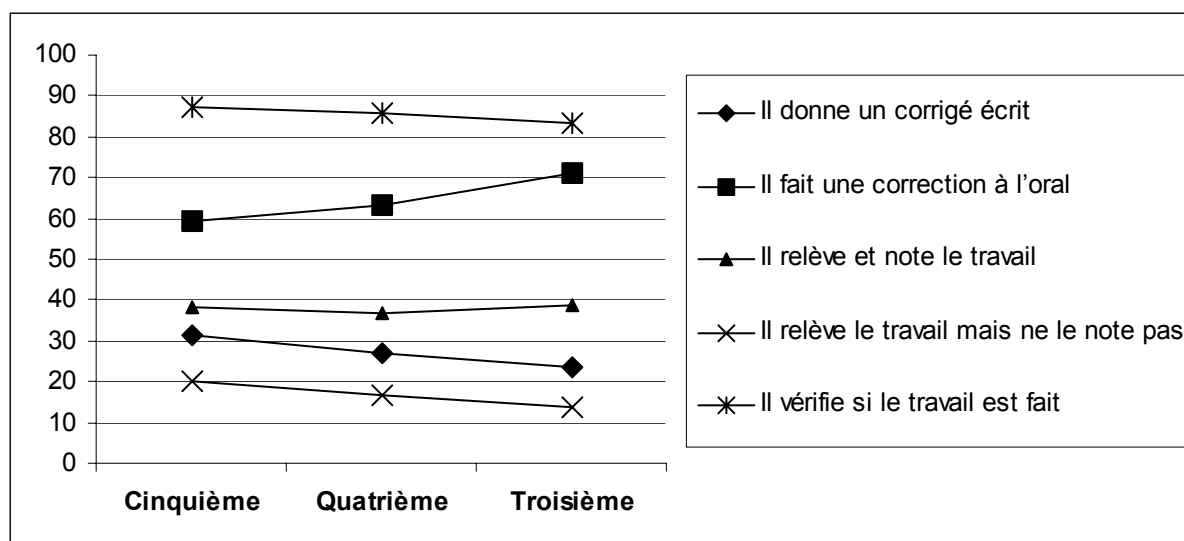 100
90
80
70
60
50
40
30
20
10
0
Cinquième Quatrième Troisième
Il donne un corrigé écrit
Il fait une correction à l’oral
Il relève et note le travail
Il relève le travail mais ne le note pas
Il vérifie si le travail est fait